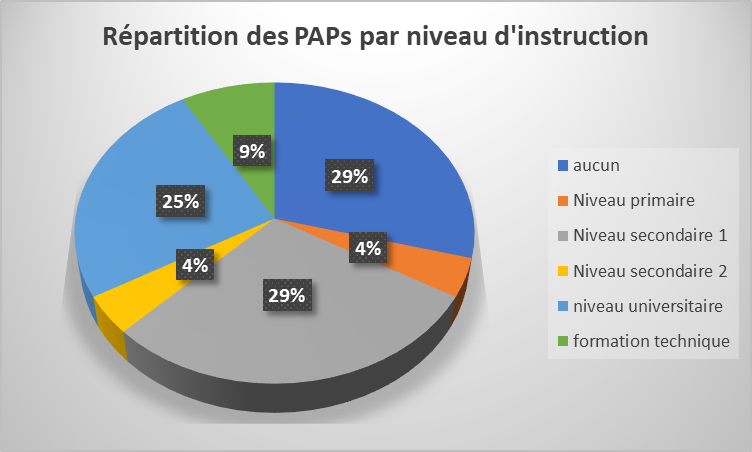 Répartition des PAPs par niveau d'instruction
9%
29%
25%
4%
4%
29%
aucun
Niveau primaire
Niveau secondaire 1
Niveau secondaire 2
niveau universitaire
formation technique